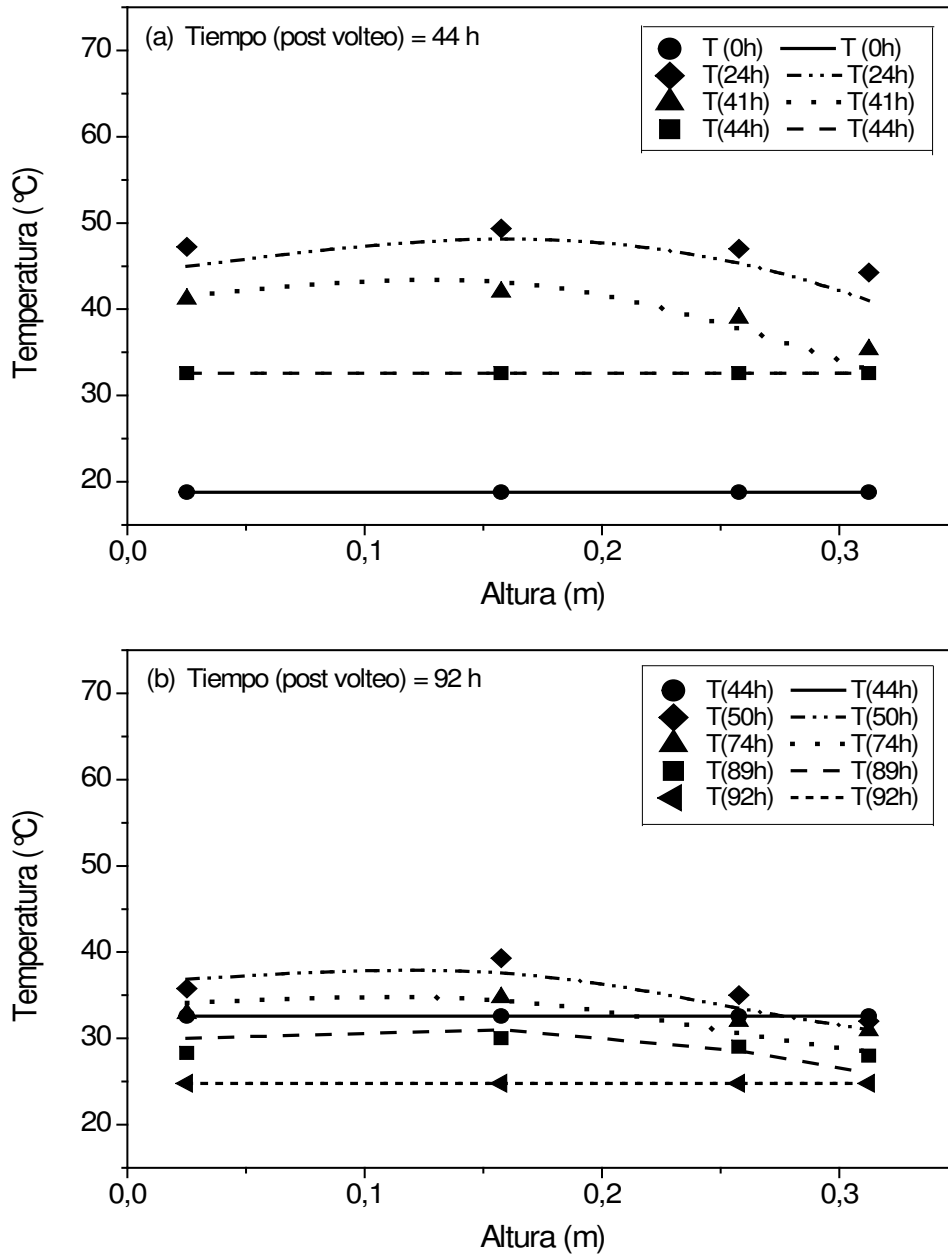 (a) Tiempo (post volteo) = 44 h
T (0h) T (0h)
T(24h) T(24h)
T(41h) T(41h)
T(44h) T(44h)
Temperatura (°C)
70
60
50
40
30
20
0,0 0,1 0,2 0,3
Altura (m)
(b) Tiempo (post volteo) = 92 h
T(44h) T(44h)
T(50h) T(50h)
T(74h) T(74h)
T(89h) T(89h)
T(92h) T(92h)
Temperatura (°C)
70
60
50
40
30
20
0,0 0,1 0,2 0,3
Altura (m)